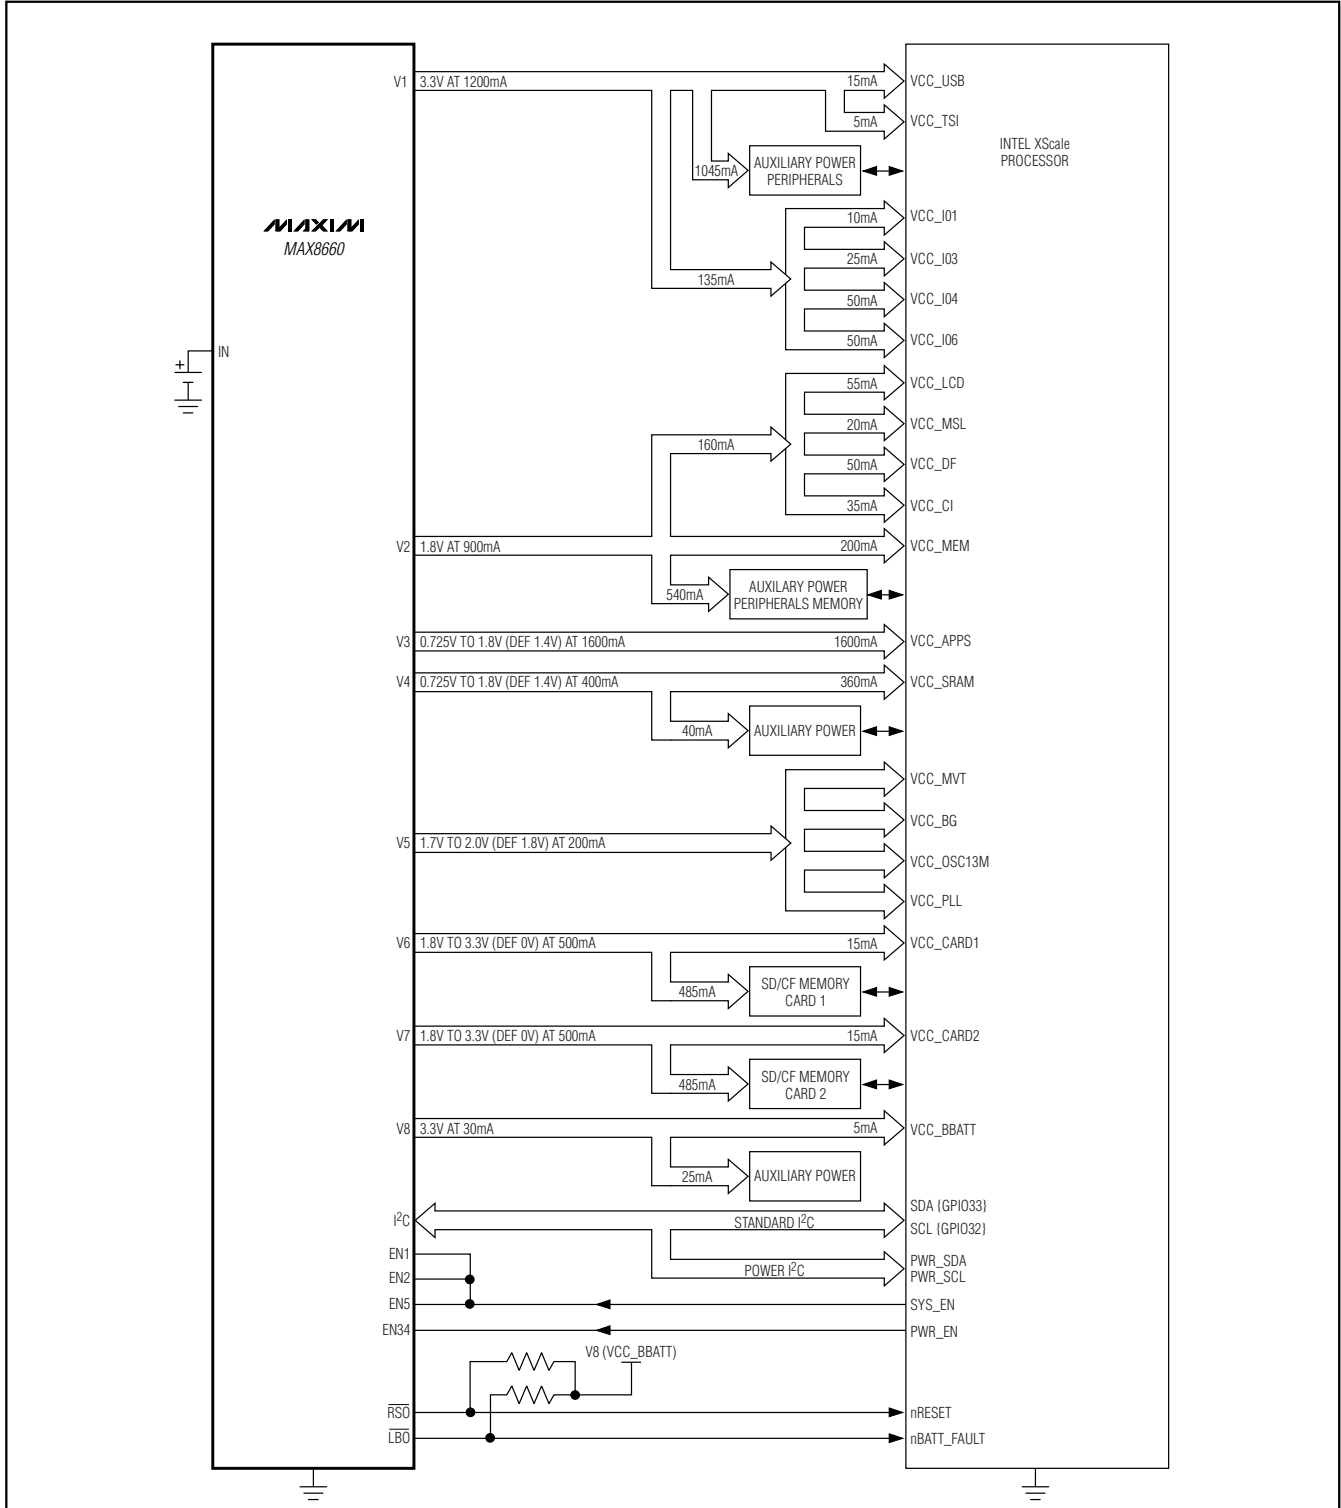 V1 3.3V AT 1200mA 15mA VCC_USB
5mA VCC_TSI
INTEL XScale
PROCESSOR
1045mA AUXILIARY POWER
PERIPHERALS
MAXIM
MAX8660
10mA VCC_IO1
25mA VCC_IO3
135mA
50mA VCC_IO4
50mA VCC_IO6
+
IN
55mA VCC_LCD
20mA VCC_MSL
160mA
50mA VCC_DF
35mA VCC_CI
V2 1.8V AT 900mA 200mA VCC_MEM
540mA AUXILARY POWER
PERIPHERALS MEMORY
V3 0.725V TO 1.8V (DEF 1.4V) AT 1600mA 1600mA VCC_APPS
V4 0.725V TO 1.8V (DEF 1.4V) AT 400mA 360mA VCC_SRAM
40mA AUXILIARY POWER
VCC_MVT
VCC_BG
V5 1.7V TO 2.0V (DEF 1.8V) AT 200mA
VCC_OSC13M
VCC_PLL
V6 1.8V TO 3.3V (DEF 0V) AT 500mA 15mA VCC_CARD1
485mA SD/CF MEMORY
CARD 1
V7 1.8V TO 3.3V (DEF 0V) AT 500mA 15mA VCC_CARD2
485mA SD/CF MEMORY
CARD 2
V8 3.3V AT 30mA 5mA VCC_BBATT
25mA AUXILIARY POWER
I²C STANDARD I²C SDA {GPIO33}
SCL {GPIO32}
EN1
POWER I²C PWR_SDA
PWR_SCL
EN2
EN5 SYS_EN
EN34 PWR_EN
V8 (VCC_BBATT)
RSO nRESET
LBO nBATT_FAULT